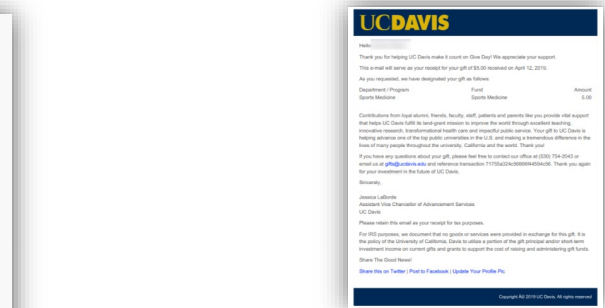 UCDAVIS
Hello
Thank you for helping UC Davis make it count on Give Day! We appreciate your support.
This e-mail will serve as your receipt for your gift of $5.00 received on April 12, 2019.
As you requested, we have designated your gift as follows:
Department / Program Fund Amount
Sports Medicine Sports Medicine 5.00
Contributions from loyal alumni, friends, faculty, staff, patients and parents like you provide vital support
that helps UC Davis fulfill its land-grant mission to improve the world through excellent teaching,
innovative research, transformational health care and impactful public service. Your gift to UC Davis is
helping advance one of the top public universities in the U.S. and making a tremendous difference in the
lives of many people throughout the university, California and the world. Thank you!
If you have any questions about your gift, please feel free to contact our office at (530) 754-2043 or
email us at gifts@ucdavis.edu and reference transaction Thank you again
for your investment in the future of UC Davis.
Sincerely,
Jessica LaBorde
Assistant Vice Chancellor of Advancement Services
UC Davis
Please retain this email as your receipt for tax purposes.
For IRS purposes, we document that no goods or services were provided in exchange for this gift. It is
the policy of the University of California, Davis to utilize a portion of the gift principal and/or short-term
investment income on current gifts and grants to support the cost of raising and administering gift funds.
Share The Good News!
Share this on Twitter | Post to Facebook | Update Your Profile Pic
Copyright Â© 2019 UC Davis, All rights reserved